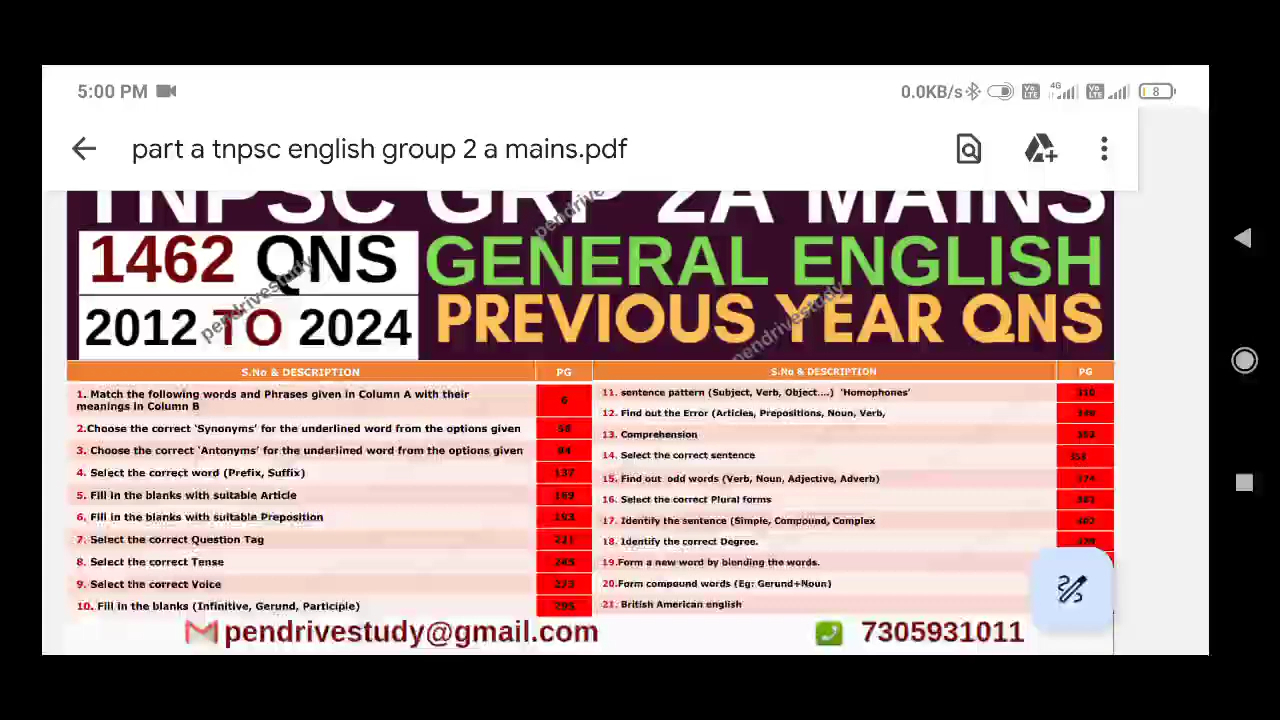 5:00 PM
0.0KB/s
4G
8
part a tnpsc english group 2 a mains.pdf
TNPSC GRP 2A MAINS
1462 QNS
2012 TO 2024
GENERAL ENGLISH
PREVIOUS YEAR QNS
pendrivestudy
pendrivestudy
S.No & DESCRIPTION PG
1. Match the following words and Phrases given in Column A with their
meanings in Column B 6
2.Choose the correct ‘Synonyms’ for the underlined word from the options given
3. Choose the correct ‘Antonyms’ for the underlined word from the options given
4. Select the correct word (Prefix, Suffix) 137
5. Fill in the blanks with suitable Article 169
6. Fill in the blanks with suitable Preposition 193
7. Select the correct Question Tag
8. Select the correct Tense 245
9. Select the correct Voice 273
10. Fill in the blanks (Infinitive, Gerund, Participle) 295
S.No & DESCRIPTION PG
11. sentence pattern (Subject, Verb, Object....) ‘Homophones’ 310
12. Find out the Error (Articles, Prepositions, Noun, Verb,
13. Comprehension
14. Select the correct sentence
15. Find out odd words (Verb, Noun, Adjective, Adverb) 374
16. Select the correct Plural forms
17. Identify the sentence (Simple, Compound, Complex 402
18. Identify the correct Degree.
19.Form a new word by blending the words.
20.Form compound words (Eg: Gerund+Noun)
21. British American english
pendrivestudy@gmail.com
7305931011